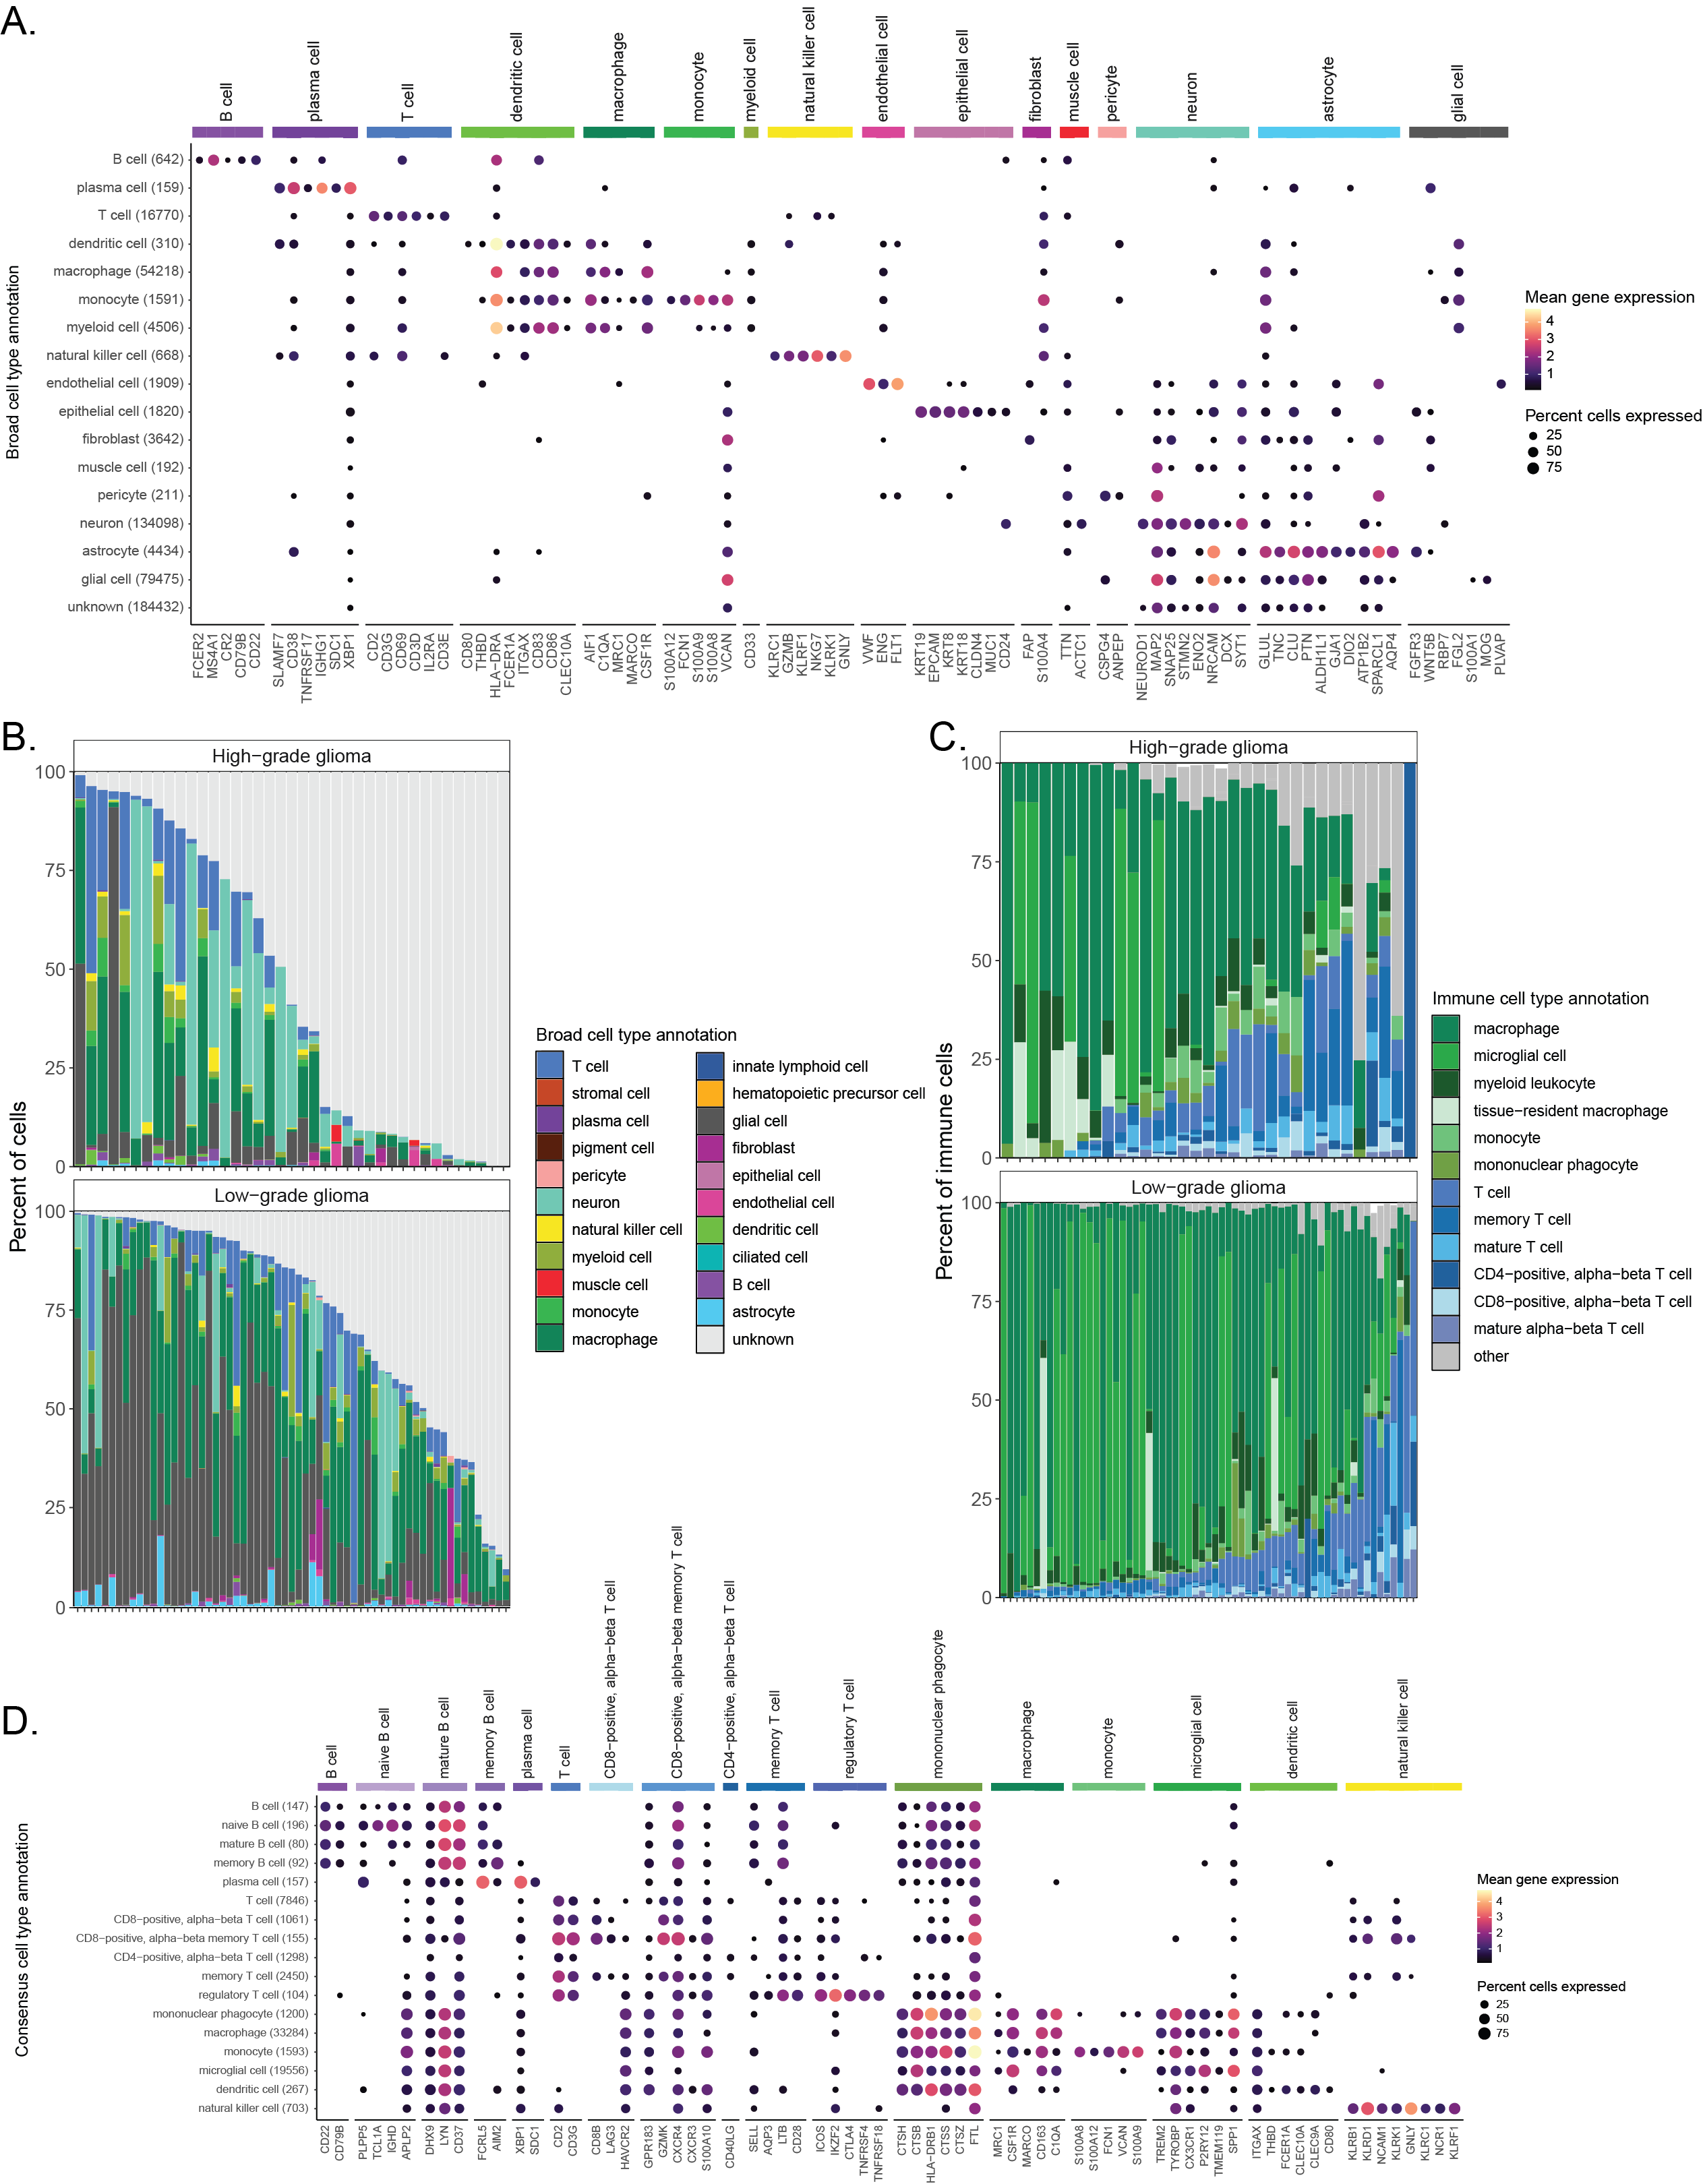 A.
B cell
plasma cell
T cell
dendritic cell
macrophage
monocyte
myeloid cell
natural killer cell
endothelial cell
epithelial cell
fibroblast
muscle cell
pericyte
neuron
astrocyte
glial cell
Broad cell type annotation
B cell (642)
plasma cell (159)
T cell (16770)
dendritic cell (310)
macrophage (54218)
monocyte (1591)
myeloid cell (4506)
natural killer cell (668)
endothelial cell (1909)
epithelial cell (1820)
fibroblast (3642)
muscle cell (192)
pericyte (211)
neuron (134098)
astrocyte (4434)
glial cell (79475)
unknown (184432)
FCER2
MS4A1
CR2
CD79B
CD22
SLAMF7
CD38
TNFRSF17
IGHG1
SDC1
XBP1
CD2
CD3G
CD69
CD3D
IL2RA
CD3E
CD80
THBD
HLA−DRA
FCER1A
ITGAX
CD83
CD86
CLEC10A
AIF1
C1QA
MRC1
MARCO
CSF1R
S100A12
FCN1
S100A9
S100A8
VCAN
CD33
KLRC1
GZMB
KLRF1
NKG7
KLRK1
GNLY
VWF
ENG
FLT1
KRT19
EPCAM
KRT8
KRT18
CLDN4
MUC1
CD24
FAP
S100A4
TTN
ACTC1
CSPG4
ANPEP
NEUROD1
MAP2
SNAP25
STMN2
ENO2
NRCAM
DCX
SYT1
GLUL
TNC
CLU
PTN
ALDH1L1
GJA1
DIO2
ATP1B2
SPARCL1
AQP4
FGFR3
WNT5B
RBP7
FGL2
S100A1
MOG
PLVAP
Mean gene expression
4
3
2
1
Percent cells expressed
25
50
75
B.
High−grade glioma
100
75
50
25
0
Low−grade glioma
100
75
50
25
0
Percent of cells
Broad cell type annotation
T cell
stromal cell
plasma cell
pigment cell
pericyte
neuron
natural killer cell
myeloid cell
muscle cell
monocyte
macrophage
innate lymphoid cell
hematopoietic precursor cell
glial cell
fibroblast
epithelial cell
endothelial cell
dendritic cell
ciliated cell
B cell
astrocyte
unknown
C.
High−grade glioma
100
75
50
25
0
Low−grade glioma
100
75
50
25
0
Percent of immune cells
Immune cell type annotation
macrophage
microglial cell
myeloid leukocyte
tissue−resident macrophage
monocyte
mononuclear phagocyte
T cell
memory T cell
mature T cell
CD4−positive, alpha−beta T cell
CD8−positive, alpha−beta T cell
mature alpha−beta T cell
other
D.
B cell
naive B cell
mature B cell
memory B cell
plasma cell
T cell
CD8−positive, alpha−beta T cell
CD8−positive, alpha−beta memory T cell
CD4−positive, alpha−beta T cell
memory T cell
regulatory T cell
mononuclear phagocyte
macrophage
monocyte
microglial cell
dendritic cell
natural killer cell
Consensus cell type annotation
B cell (147)
naive B cell (196)
mature B cell (80)
memory B cell (92)
plasma cell (157)
T cell (7846)
CD8−positive, alpha−beta T cell (1061)
CD8−positive, alpha−beta memory T cell (155)
CD4−positive, alpha−beta T cell (1298)
memory T cell (2450)
regulatory T cell (104)
mononuclear phagocyte (1200)
macrophage (33284)
monocyte (1593)
microglial cell (19556)
dendritic cell (267)
natural killer cell (703)
CD22
CD79B
PLPP5
TCL1A
IGHD
APLP2
DHX9
LYN
CD37
FCRL5
AIM2
XBP1
SDC1
CD2
CD3G
CD8B
LAG3
HAVCR2
GPR183
GZMK
CXCR4
CXCR3
S100A10
CD40LG
SELL
AQP3
LTB
CD28
ICOS
IKZF2
CTLA4
TNFRSF4
TNFRSF18
CTSH
CTSB
HLA−DRB1
CTSS
CTSZ
FTL
MRC1
CSF1R
MARCO
CD163
C1QA
S100A8
S100A12
FCN1
VCAN
S100A9
TREM2
TYROBP
CX3CR1
P2RY12
TMEM119
SPP1
ITGAX
THBD
FCER1A
CLEC10A
CLEC9A
CD80
KLRB1
KLRD1
NCAM1
KLRK1
GNLY
KLRC1
NCR1
KLRF1
Mean gene expression
4
3
2
1
Percent cells expressed
25
50
75